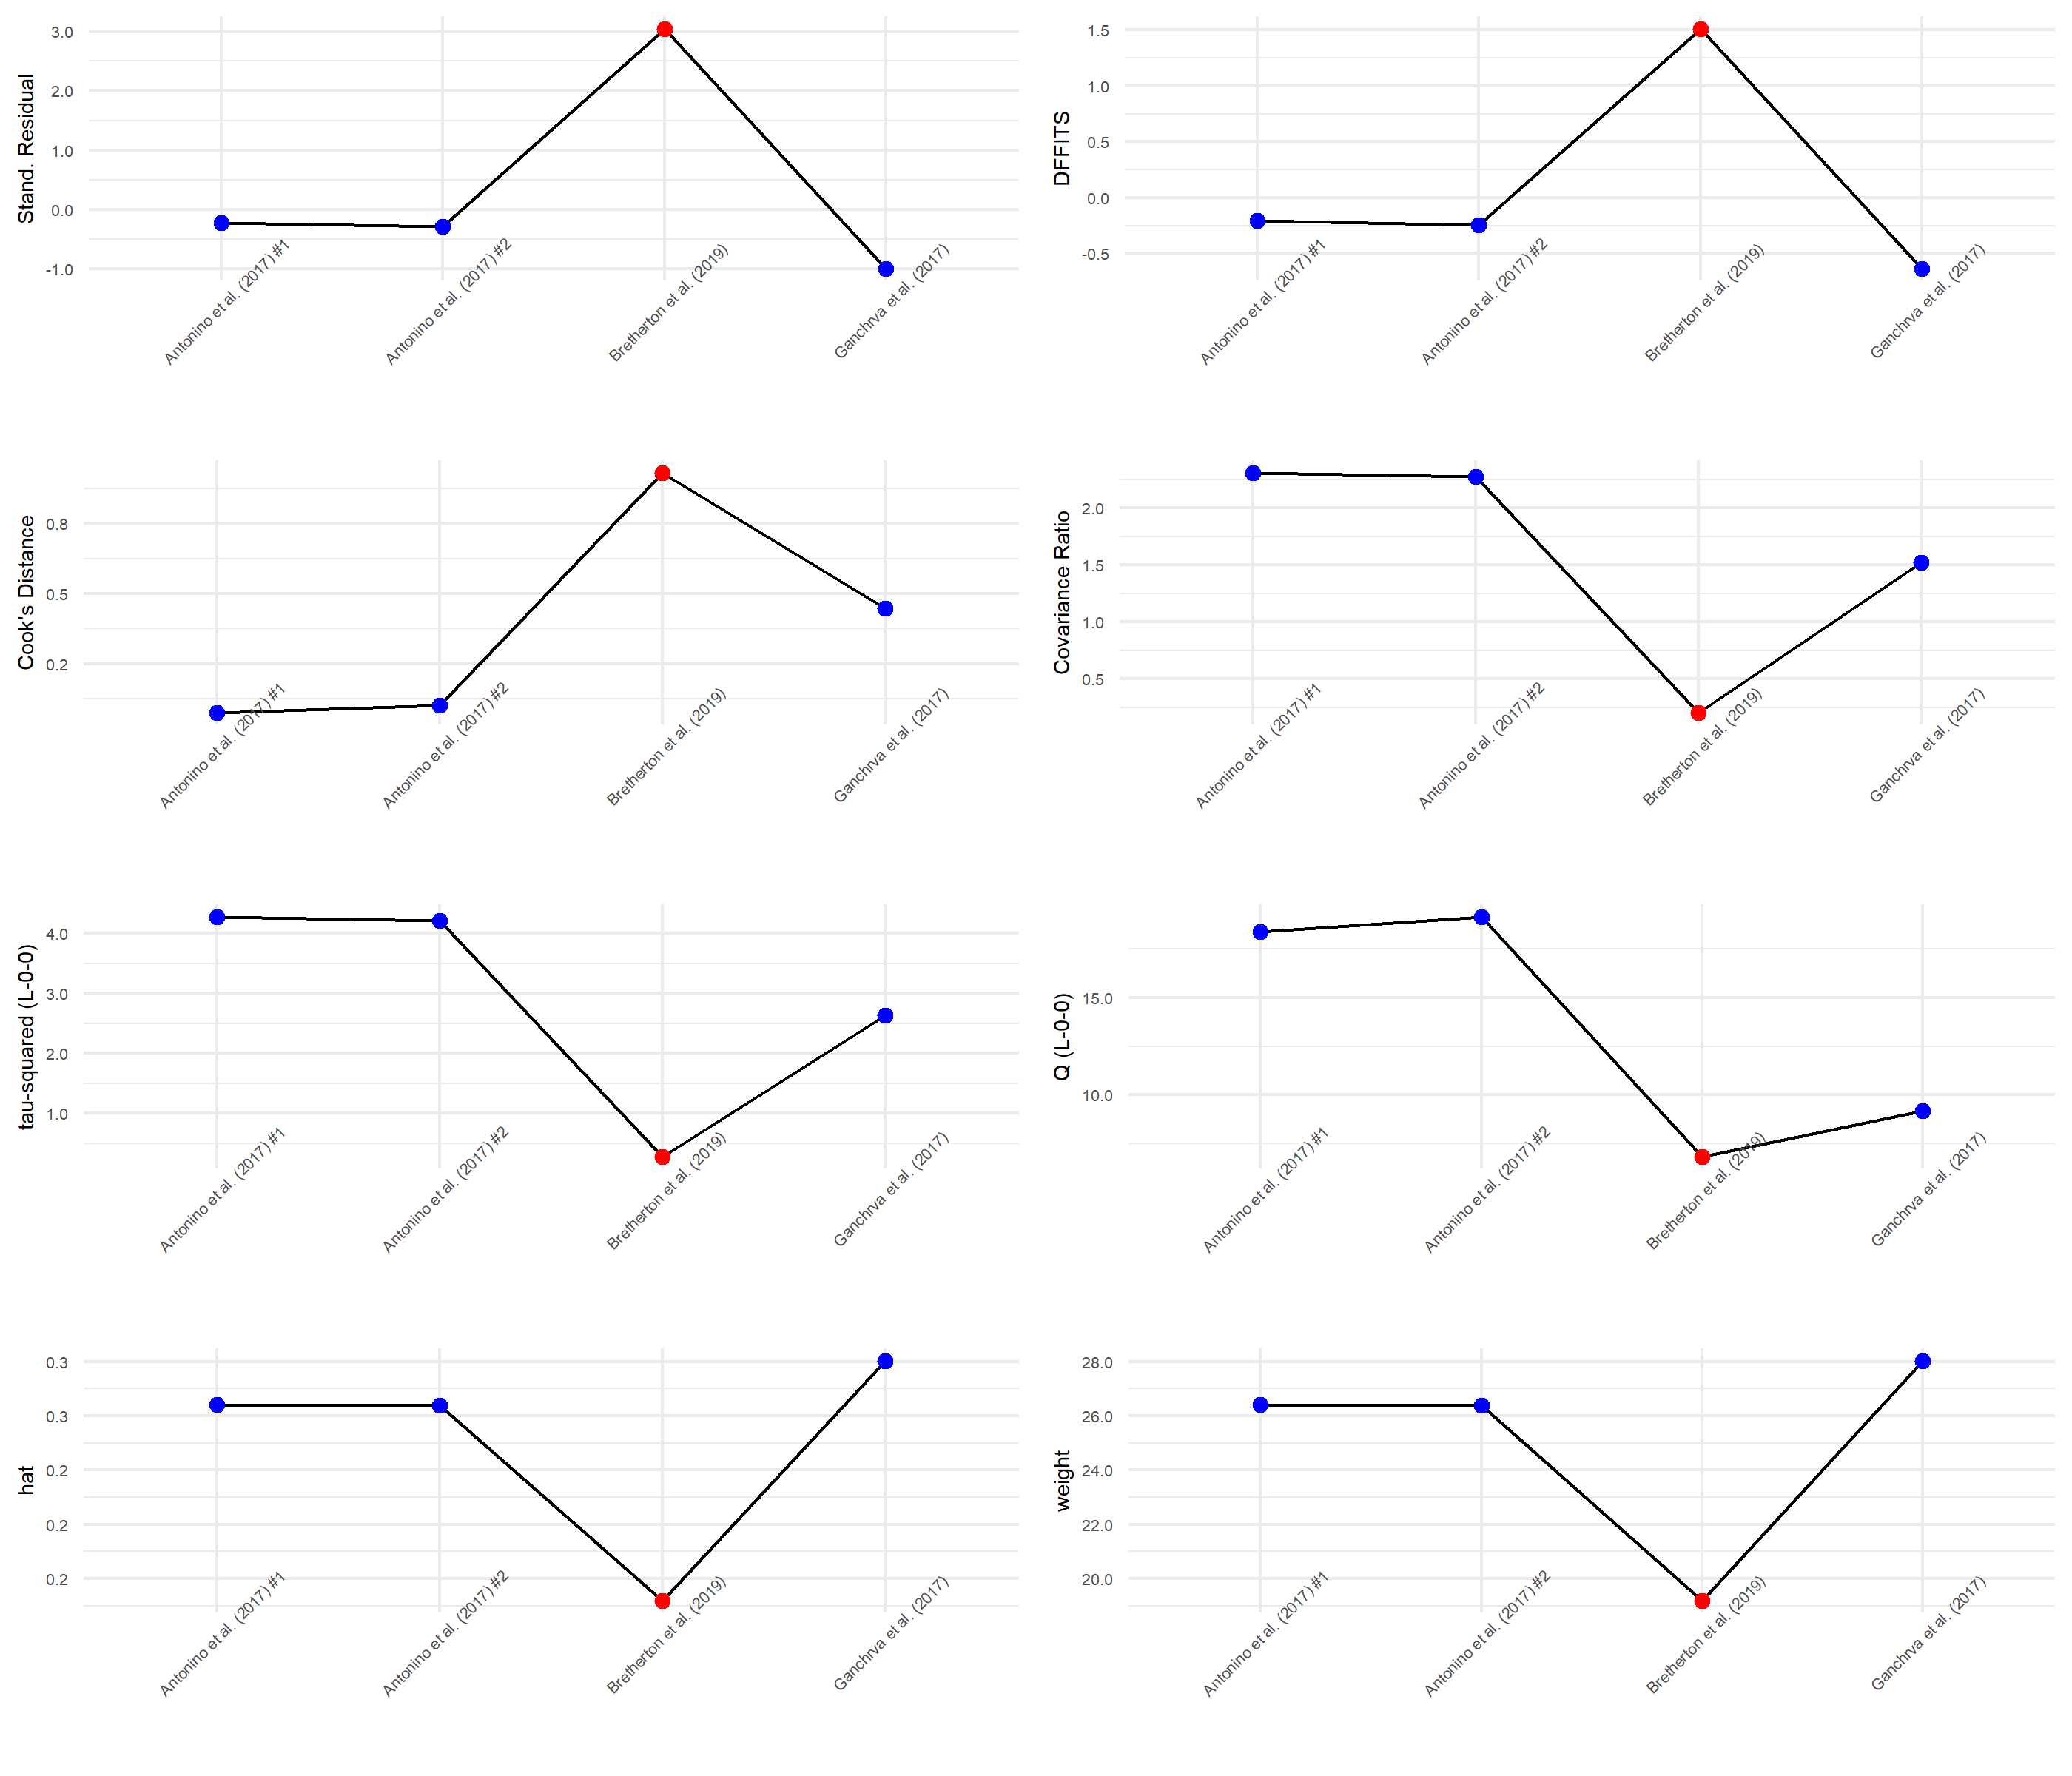 Stand. Residual
3.0
2.0
1.0
0.0
-1.0
Antonino et al. (2017) #1
Antonino et al. (2017) #2
Bretherton et al. (2019)
Ganchrva et al. (2017)
DFFITS
1.5
1.0
0.5
0.0
-0.5
Antonino et al. (2017) #1
Antonino et al. (2017) #2
Bretherton et al. (2019)
Ganchrva et al. (2017)
Cook's Distance
0.8
0.5
0.2
Antonino et al. (2017) #1
Antonino et al. (2017) #2
Bretherton et al. (2019)
Ganchrva et al. (2017)
Covariance Ratio
2.0
1.5
1.0
0.5
Antonino et al. (2017) #1
Antonino et al. (2017) #2
Bretherton et al. (2019)
Ganchrva et al. (2017)
tau-squared (L-0-0)
4.0
3.0
2.0
1.0
Antonino et al. (2017) #1
Antonino et al. (2017) #2
Bretherton et al. (2019)
Ganchrva et al. (2017)
Q (L-0-0)
15.0
10.0
Antonino et al. (2017) #1
Antonino et al. (2017) #2
Bretherton et al. (2019)
Ganchrva et al. (2017)
hat
0.3
0.3
0.2
0.2
0.2
Antonino et al. (2017) #1
Antonino et al. (2017) #2
Bretherton et al. (2019)
Ganchrva et al. (2017)
weight
28.0
26.0
24.0
22.0
20.0
Antonino et al. (2017) #1
Antonino et al. (2017) #2
Bretherton et al. (2019)
Ganchrva et al. (2017)